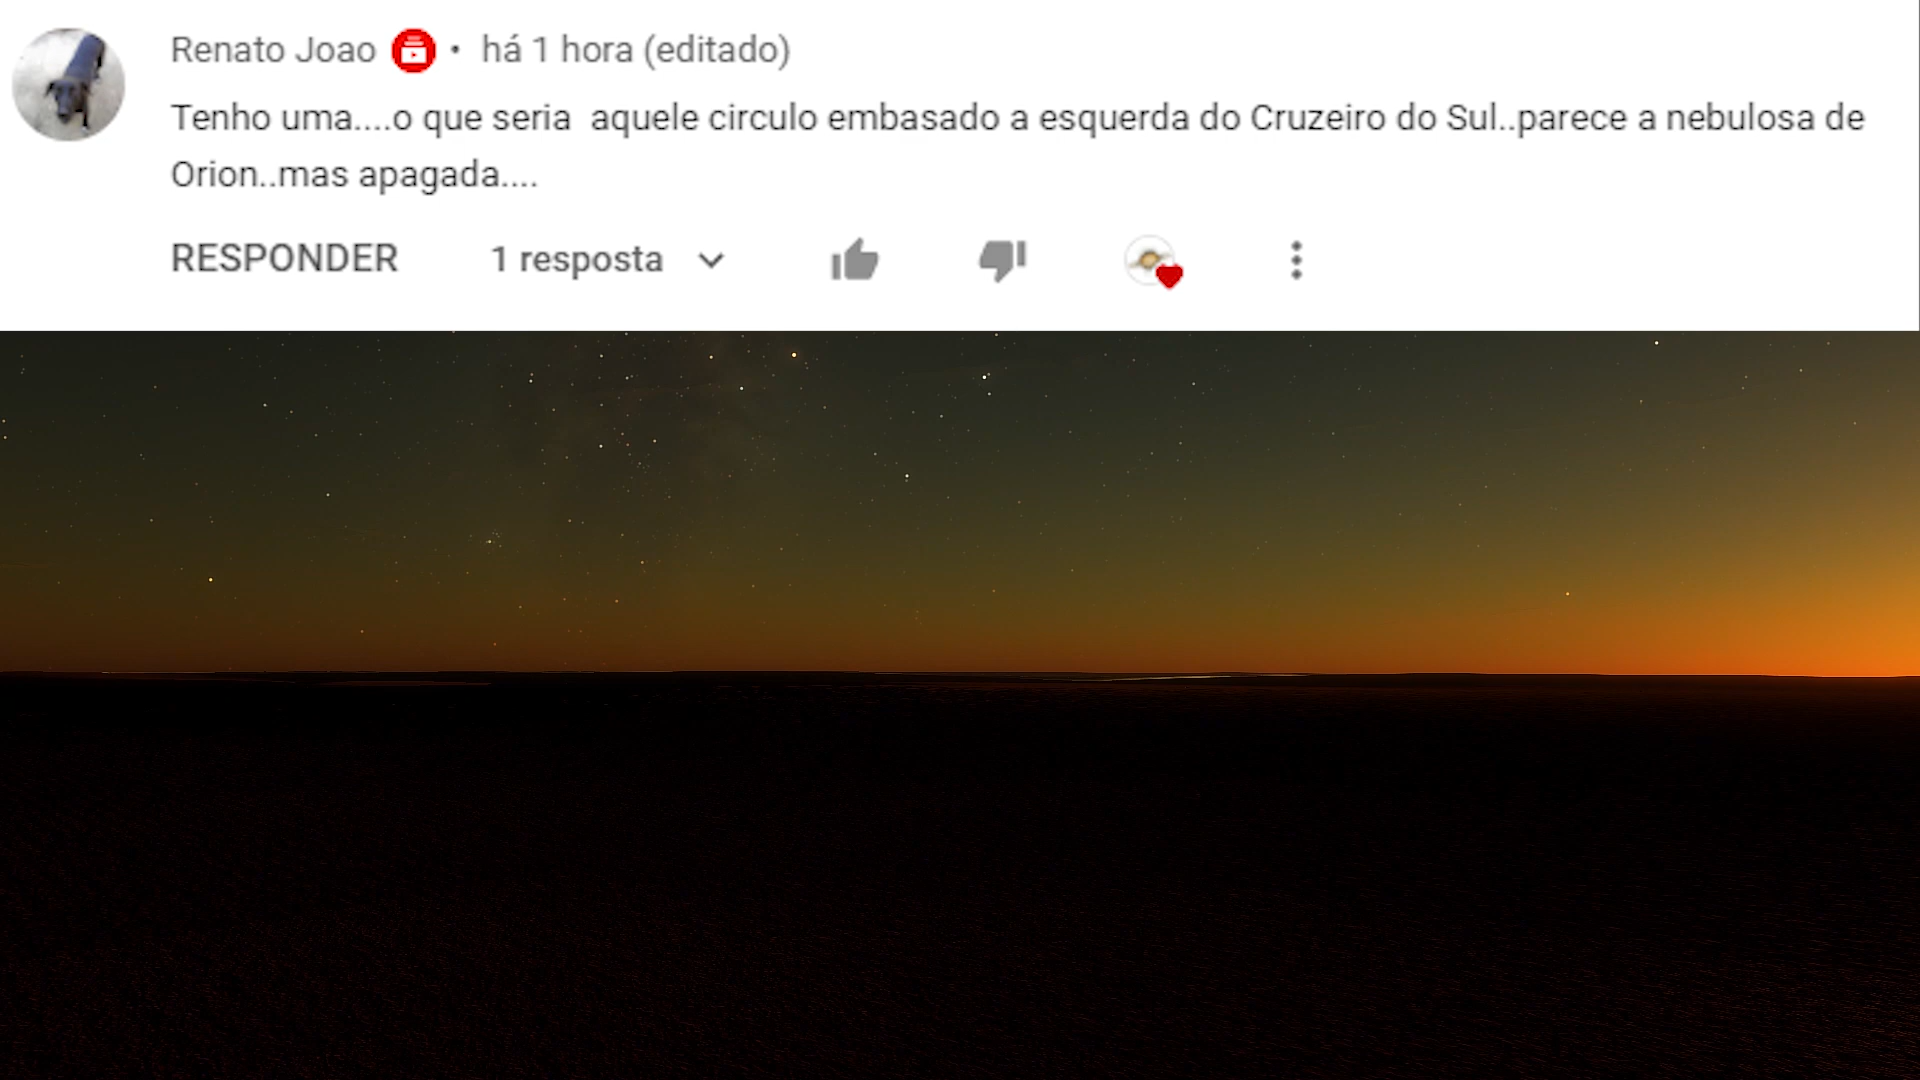 Renato Joao • há 1 hora (editado)
Tenho uma....o que seria  aquele circulo embasado a esquerda do Cruzeiro do Sul..parece a nebulosa de
Orion..mas apagada....
RESPONDER 1 resposta